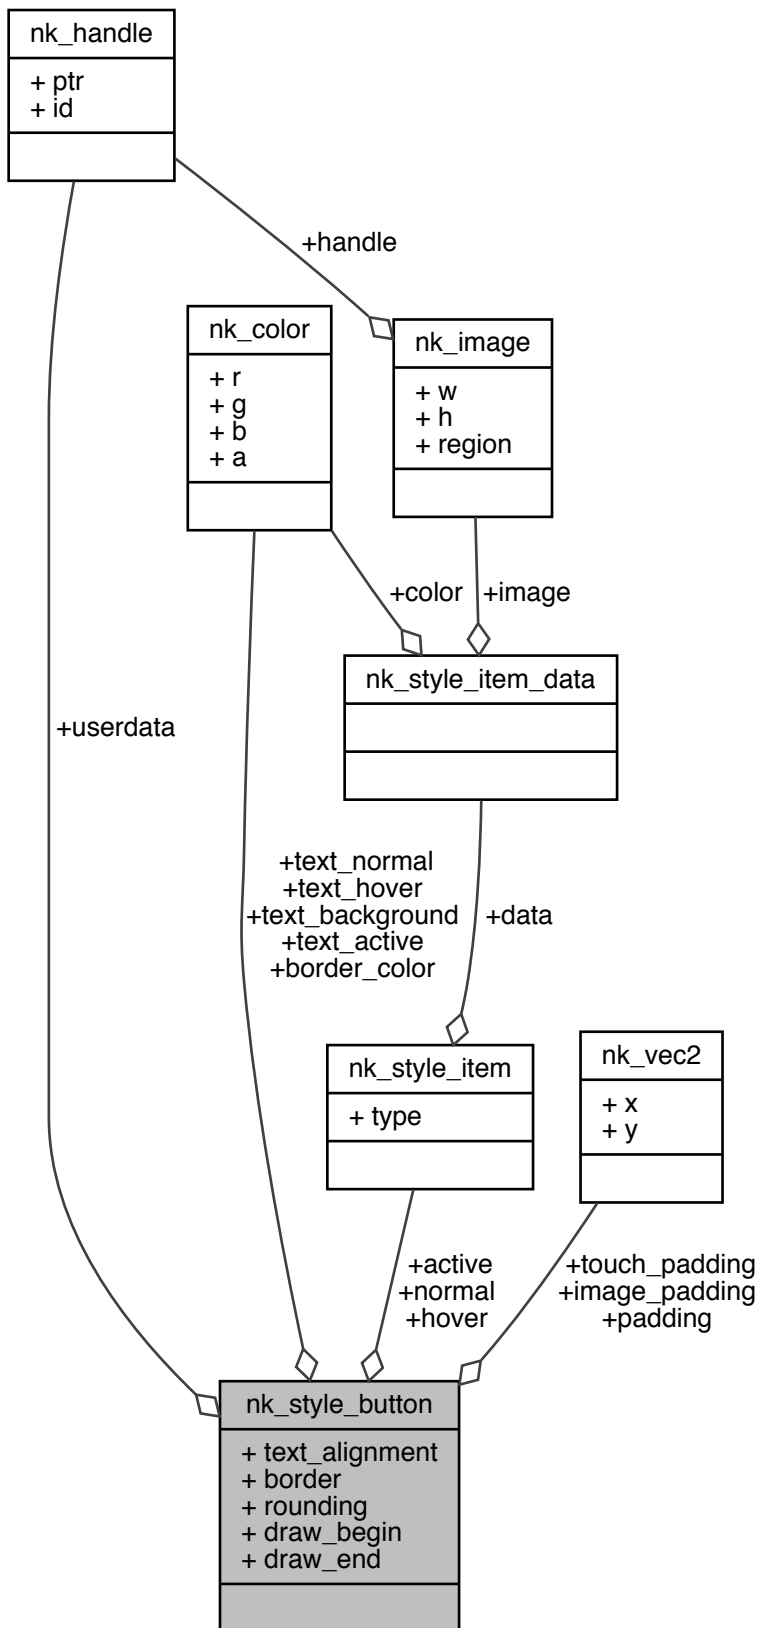 nk_handle
+ ptr
+ id
+handle
nk_color
+ r
+ g
+ b
+ a
nk_image
+ w
+ h
+ region
+color
+image
nk_style_item_data
+userdata
+text_normal
+text_hover
+text_background
+text_active
+border_color
+data
nk_style_item
+ type
nk_vec2
+ x
+ y
+active
+normal
+hover
+touch_padding
+image_padding
+padding
nk_style_button
+ text_alignment
+ border
+ rounding
+ draw_begin
+ draw_end